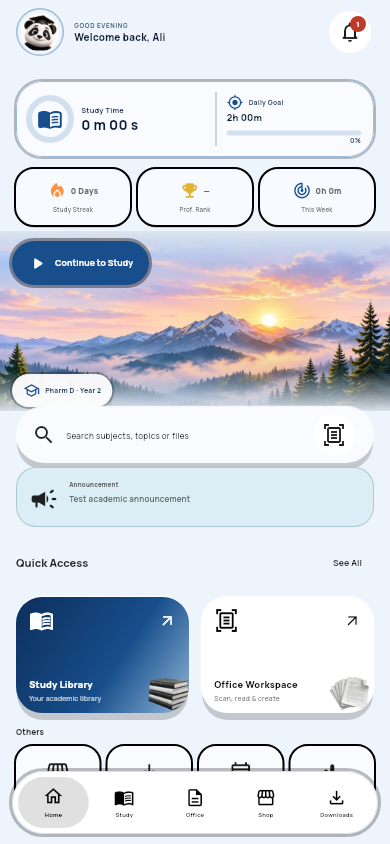 GOOD EVENING
Welcome back, Ali
1
Study Time
0 m 00 s
Daily Goal
2h 00m
0%
0 Days
Study Streak
–
Prof. Rank
0h 0m
This Week
Continue to Study
Pharm D · Year 2
Search subjects, topics or files
Announcement
Test academic announcement
Quick Access
See All
Study Library
Your academic library
Office Workspace
Scan, read & create
Others
Home
Study
Office
Shop
Downloads